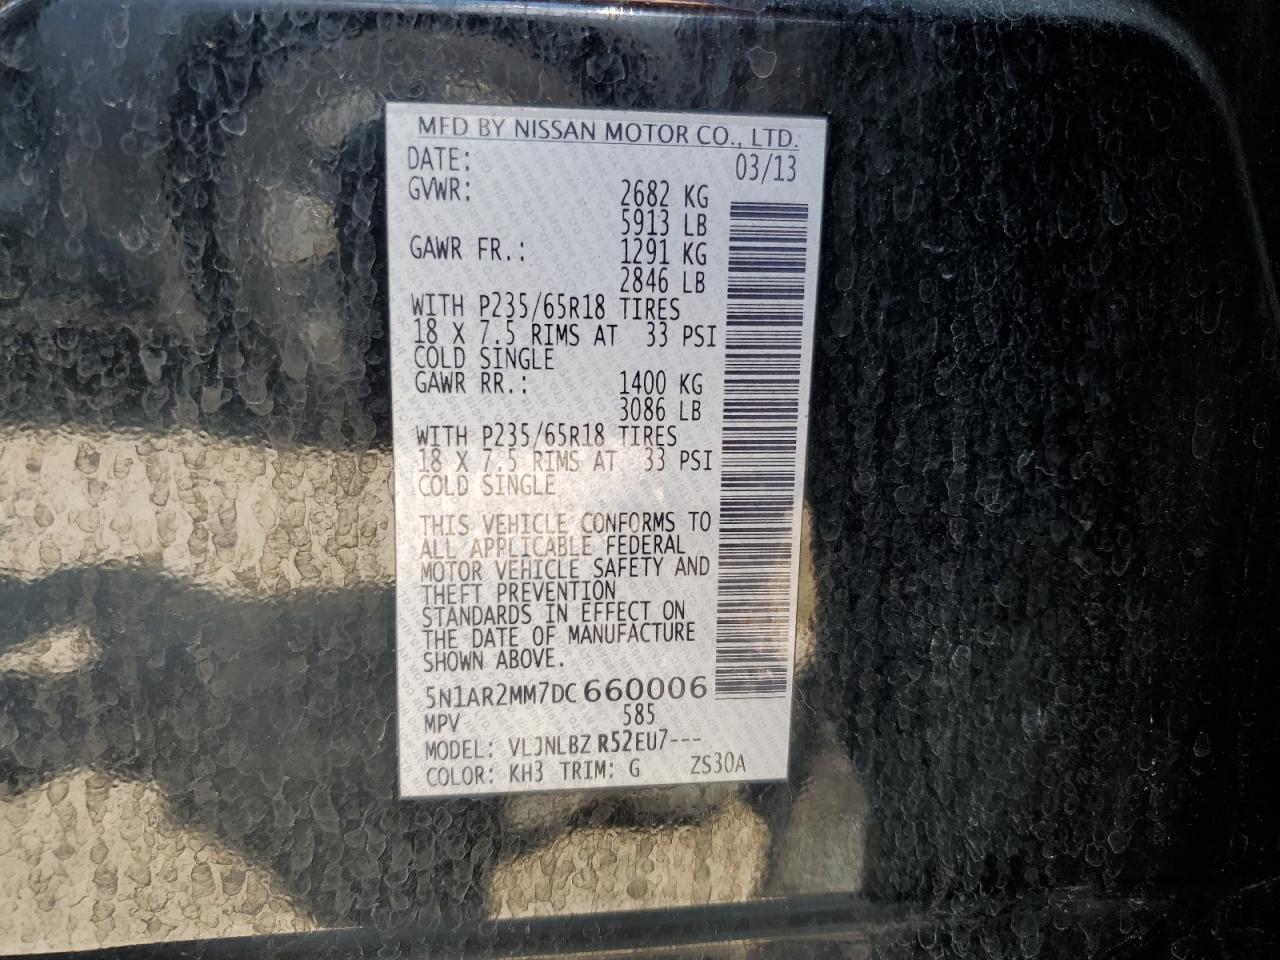 MFD BY NISSAN MOTOR CO., LTD.
DATE: 03/13
GVWR: 2682 KG
5913 LB
GAWR FR.: 1291 KG
2846 LB
WITH P235/65R18 TIRES
18 X 7.5 RIMS AT 33 PSI
COLD SINGLE
GAWR RR.: 1400 KG
3086 LB
WITH P235/65R18 TIRES
18 X 7.5 RIMS AT 33 PSI
COLD SINGLE
THIS VEHICLE CONFORMS TO
ALL APPLICABLE FEDERAL
MOTOR VEHICLE SAFETY AND
THEFT PREVENTION
STANDARDS IN EFFECT ON
THE DATE OF MANUFACTURE
SHOWN ABOVE.
5N1AR2MM7DC660006
MPV 585
MODEL: VLJNLBZ R52EU7---
COLOR: KH3 TRIM: G ZS30A